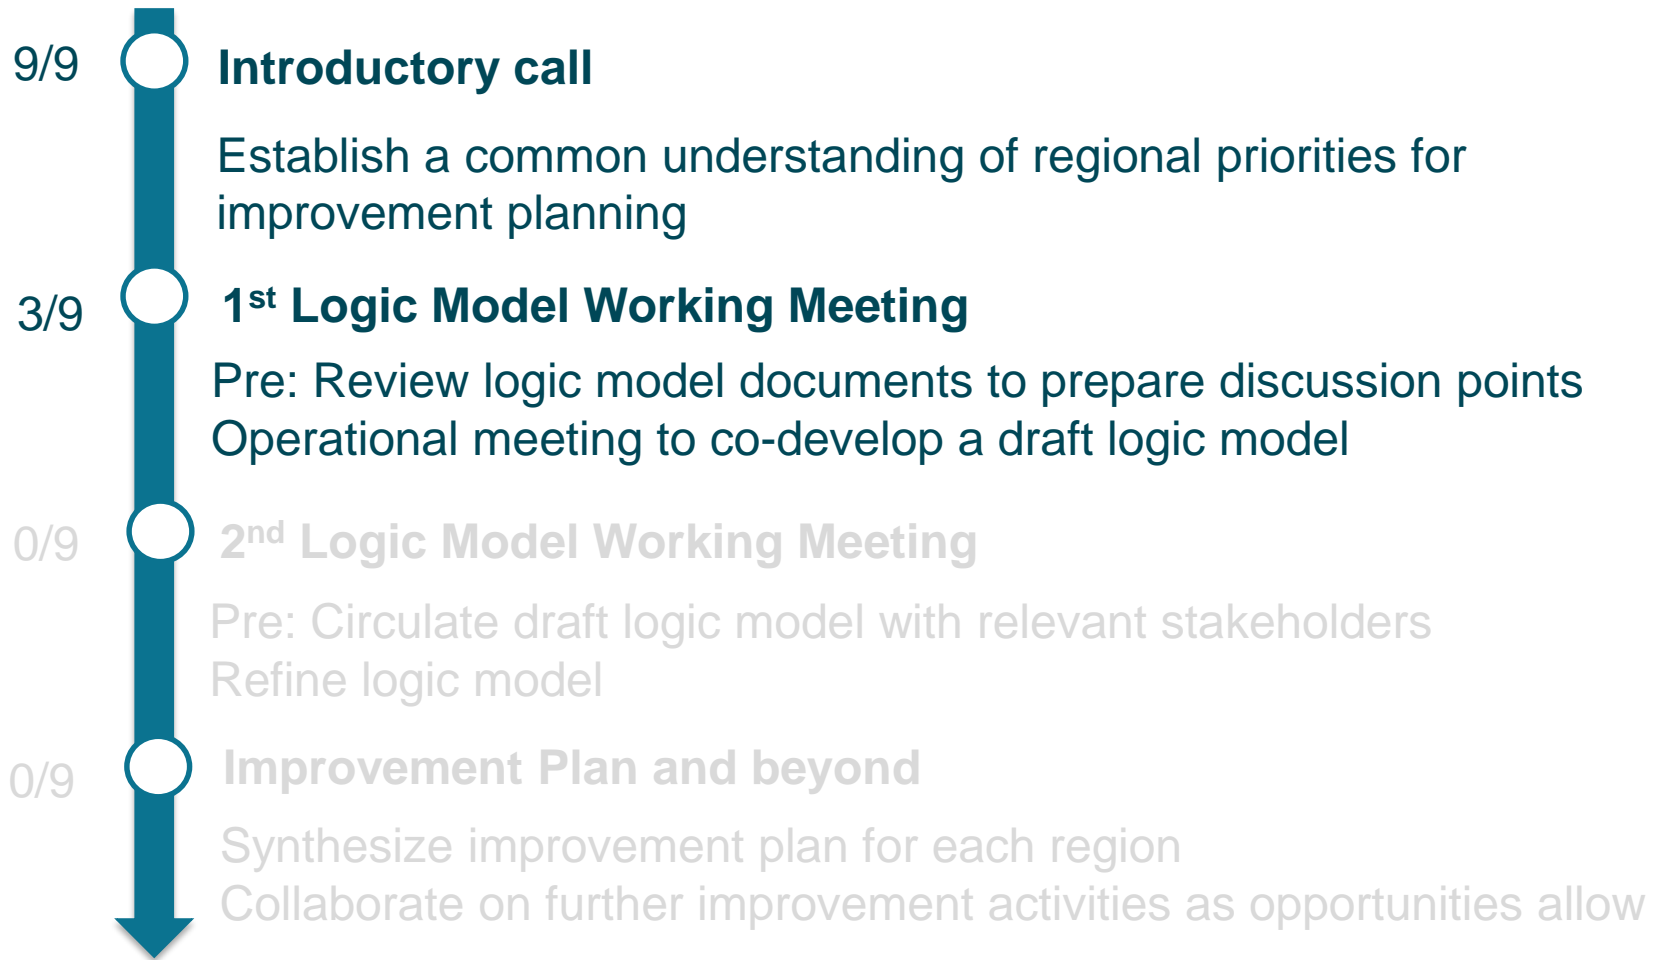 9/9 Introductory call
Establish a common understanding of regional priorities for
improvement planning
3/9 1st Logic Model Working Meeting
Pre: Review logic model documents to prepare discussion points
Operational meeting to co-develop a draft logic model
0/9 2nd Logic Model Working Meeting
Pre: Circulate draft logic model with relevant stakeholders
Refine logic model
0/9 Improvement Plan and beyond
Synthesize improvement plan for each region
Collaborate on further improvement activities as opportunities allow